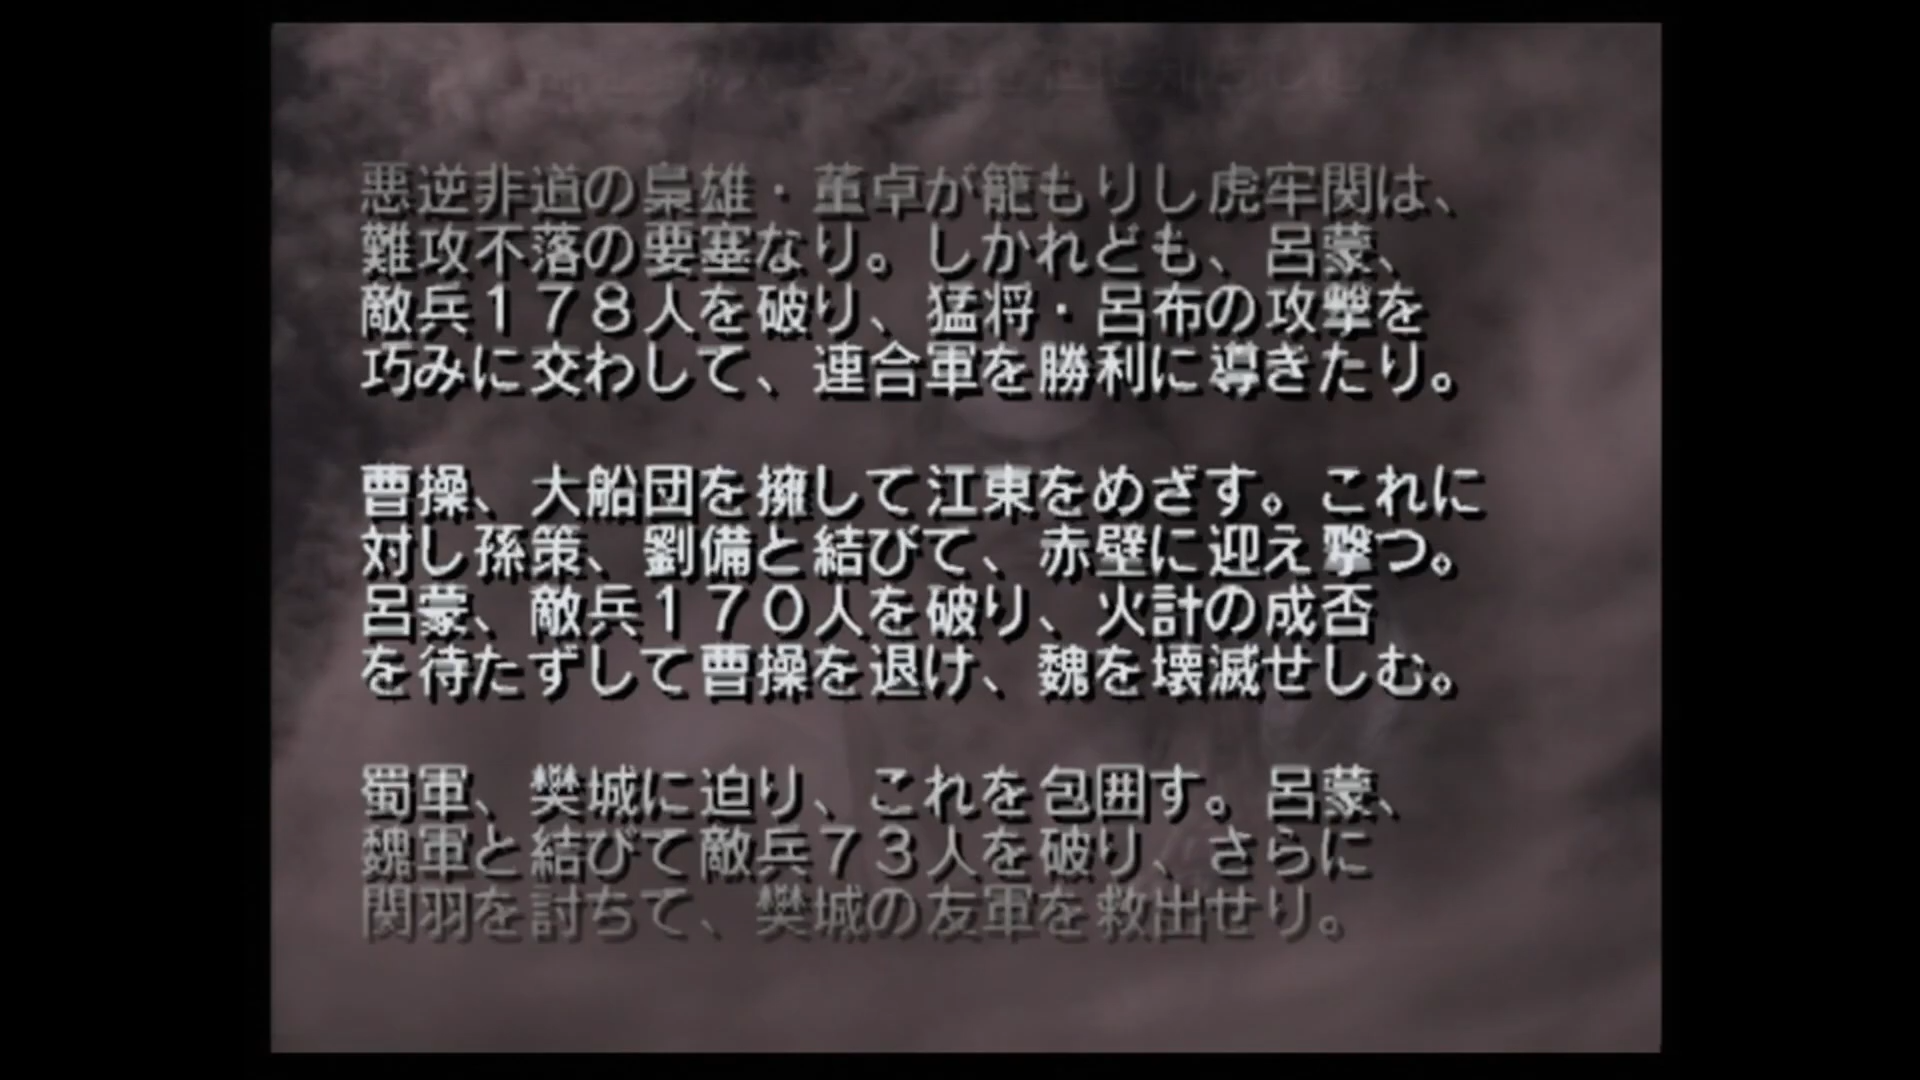 悪逆非道の梟雄・董卓が籠もりし虎牢関は、
難攻不落の要塞なり。しかれども、呂蒙、
敵兵１７８人を破り、猛将・呂布の攻撃を
巧みに交わして、連合軍を勝利に導きたり。
曹操、大船団を擁して江東をめざす。これに
対し孫策、劉備と結びて、赤壁に迎え撃つ。
呂蒙、敵兵１７０人を破り、火計の成否
を待たずして曹操を退け、魏を壊滅せしむ。
蜀軍、樊城に迫り、これを包囲す。呂蒙、
魏軍と結びて敵兵７３人を破り、さらに
関羽を討ちて、樊城の友軍を救出せり。